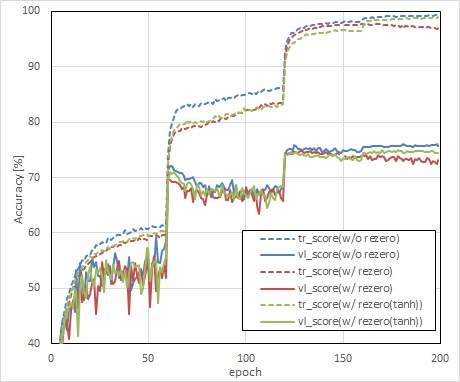 100
90
80
70
60
50
40
Accuracy [%]
0
50
100
150
200
epoch
tr_score(w/o rezero)
vl_score(w/o rezero)
tr_score(w/ rezero)
vl_score(w/ rezero)
tr_score(w/ rezero(tanh))
vl_score(w/ rezero(tanh))